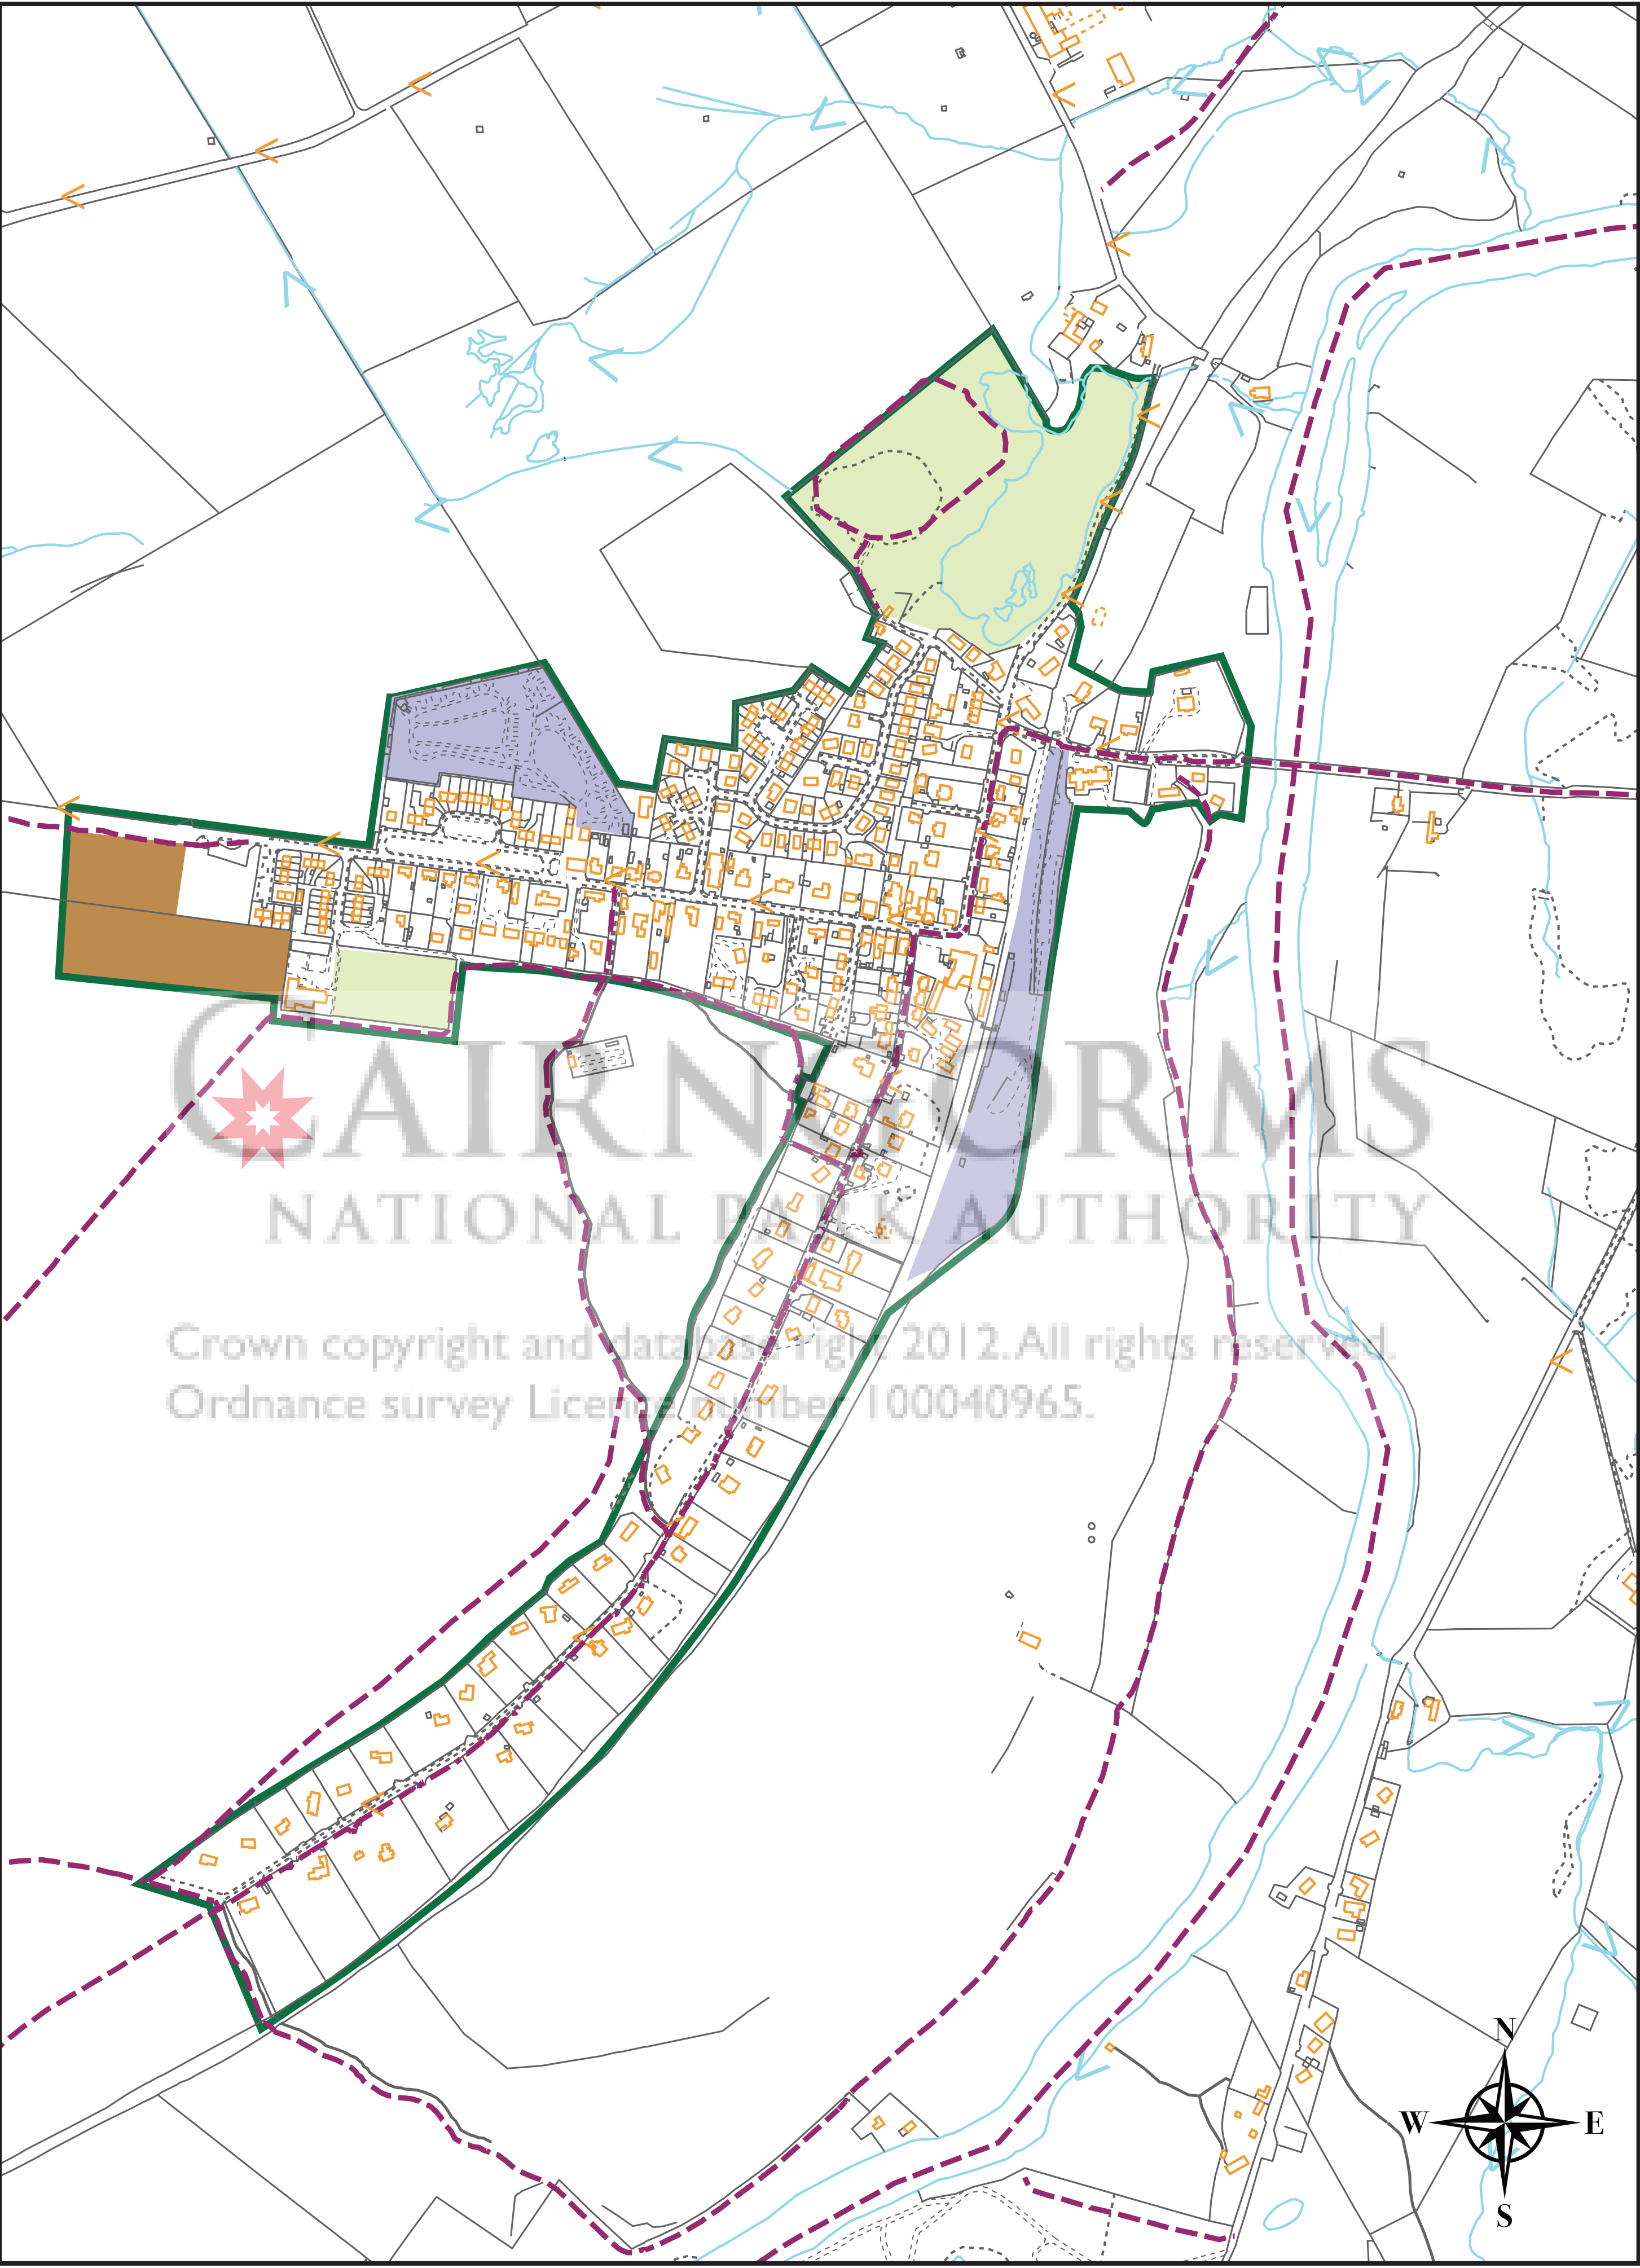 CAIRNGORMS
NATIONAL PARK AUTHORITY
Crown copyright and database right 2012. All rights reserved.
Ordnance survey Licence number 100040965.
N
W E
S